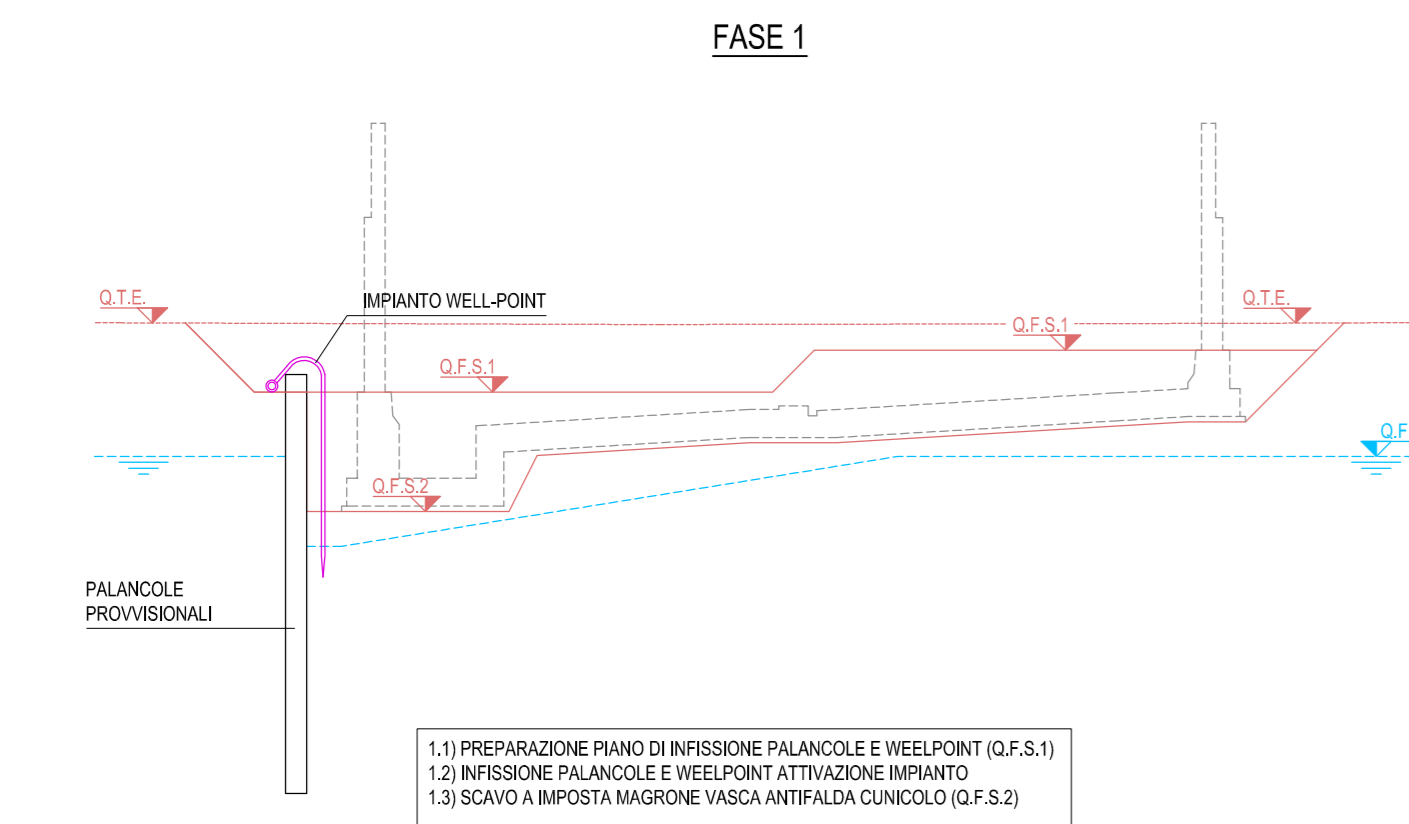 FASE 1
Q.T.E.
IMPIANTO WELL-POINT
Q.T.E.
Q.F.S.1
Q.F.S.1
Q.F
Q.F.S.2
PALANCOLE
PROVVISIONALI
1.1) PREPARAZIONE PIANO DI INFISSIONE PALANCOLE E WEELPOINT (Q.F.S.1)
1.2) INFISSIONE PALANCOLE E WEELPOINT ATTIVAZIONE IMPIANTO
1.3) SCAVO A IMPOSTA MAGRONE VASCA ANTIFALDA CUNICOLO (Q.F.S.2)